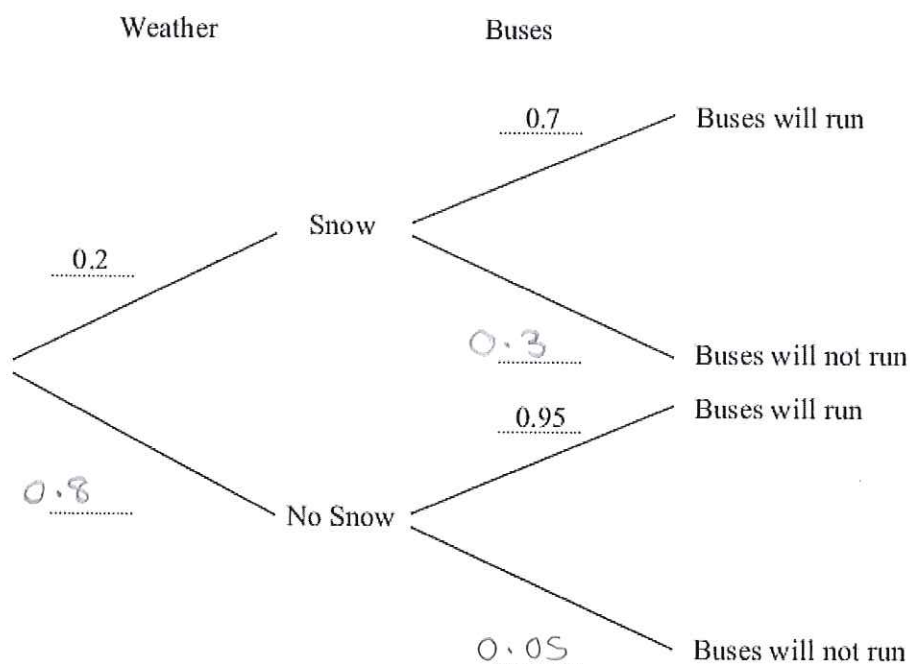 Weather Buses
0.7 Buses will run
Snow
0.2
0.3 Buses will not run
0.95 Buses will run
0.8
No Snow
0.05 Buses will not run